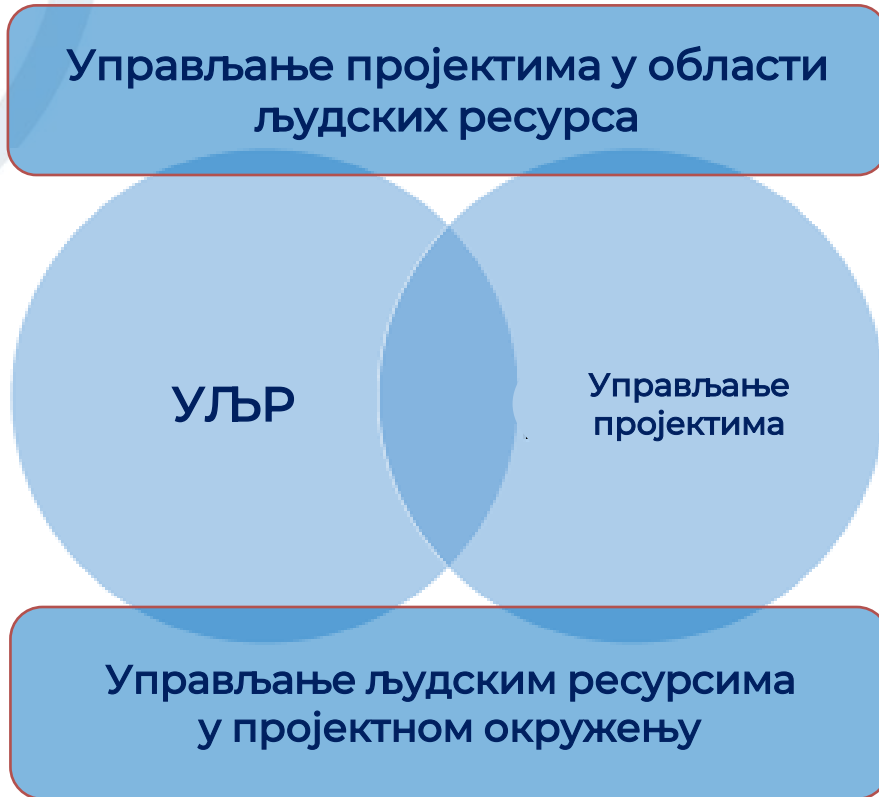 Управљање пројектима у области
људских ресурса
УЉР
Управљање
пројектима
Управљање људским ресурсима
у пројектном окружењу